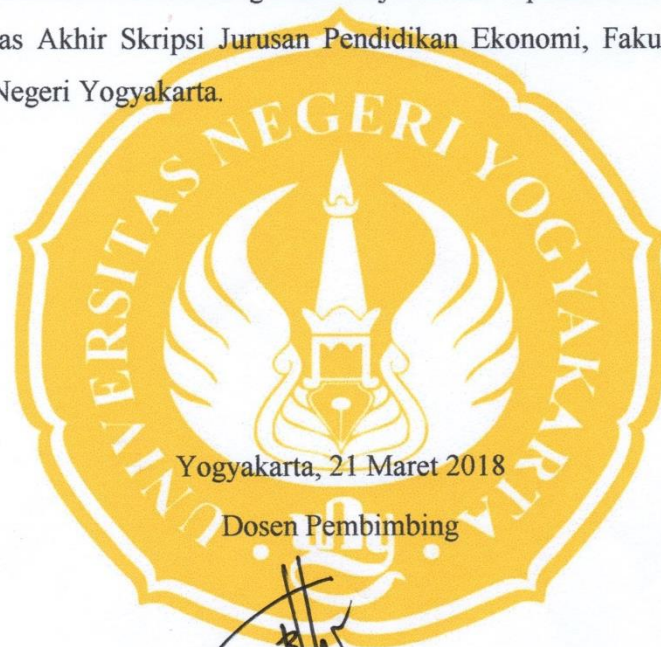 as Akhir Skripsi Jurusan Pendidikan Ekonomi, Faku
Negeri Yogyakarta.
UNIVERSITAS NEGERI YOGYAKARTA
Yogyakarta, 21 Maret 2018
Dosen Pembimbing